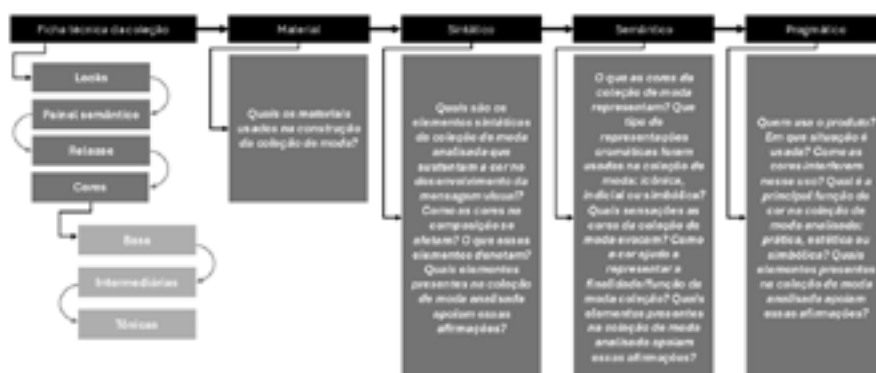 Ficha técnica da coleção
Looks
Painel semântico
Release
Cores
Base
Intermediárias
Tônicas
Material
Quais os materiais
usados na construção
da coleção de moda?
Sintático
Quais são os
elementos sintáticos
da coleção de moda
analisada que
sustentam a cor no
desenvolvimento da
mensagem visual?
Como as cores na
composição se
afetam? O que esses
elementos denotam?
Quais elementos
presentes na coleção
de moda analisada
apoiam essas
afirmações?
Semântico
O que as cores da
coleção de moda
representam? Que
tipo de
representações
cromáticas foram
usadas na coleção de
moda: icônica,
indicial ou simbólica?
Quais sensações as
cores da coleção de
moda evocam? Como
a cor ajuda a
representar a
finalidade/função da
moda coleção? Quais
elementos presentes
na coleção de moda
analisada apoiam
essas afirmações?
Pragmático
Quem usa o produto?
Em que situação é
usada? Como as
cores interferem
nesse uso? Qual é a
principal função da
cor na coleção de
moda analisada:
prática, estética ou
simbólica? Quais
elementos presentes
na coleção de moda
analisada apoiam
essas afirmações?